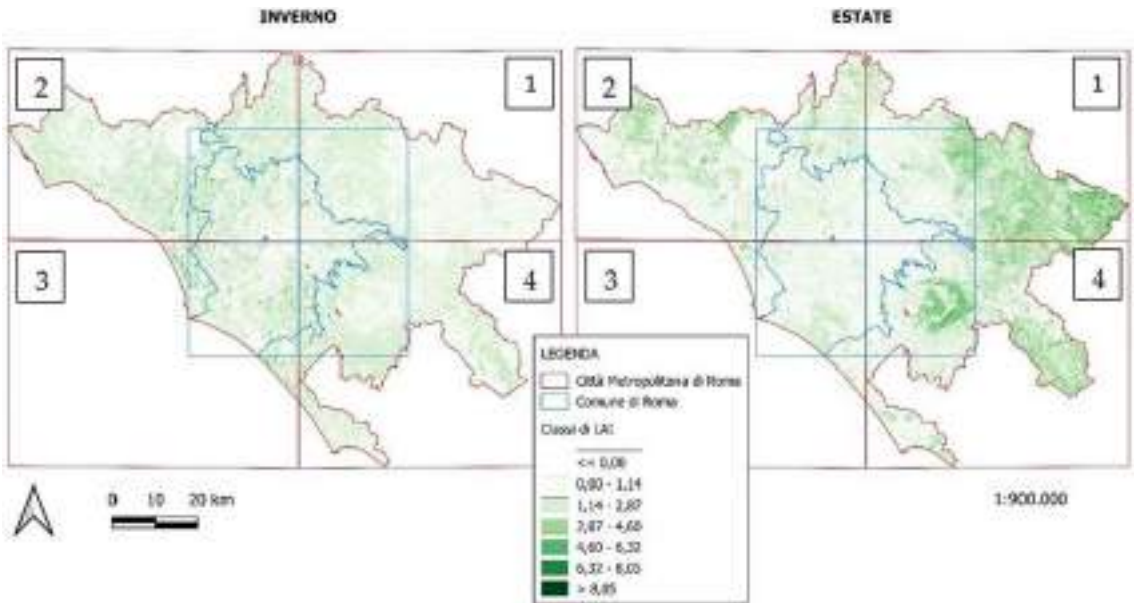 INVERNO
ESTATE
2
1
2
1
3
4
3
4
LEGENDA
Città Metropolitana di Roma
Comune di Roma
Classi di LAI
<= 0,00
0,00 - 1,14
1,14 - 2,87
2,87 - 4,60
4,60 - 6,32
6,32 - 8,05
> 8,05
0 10 20 km
1:900.000